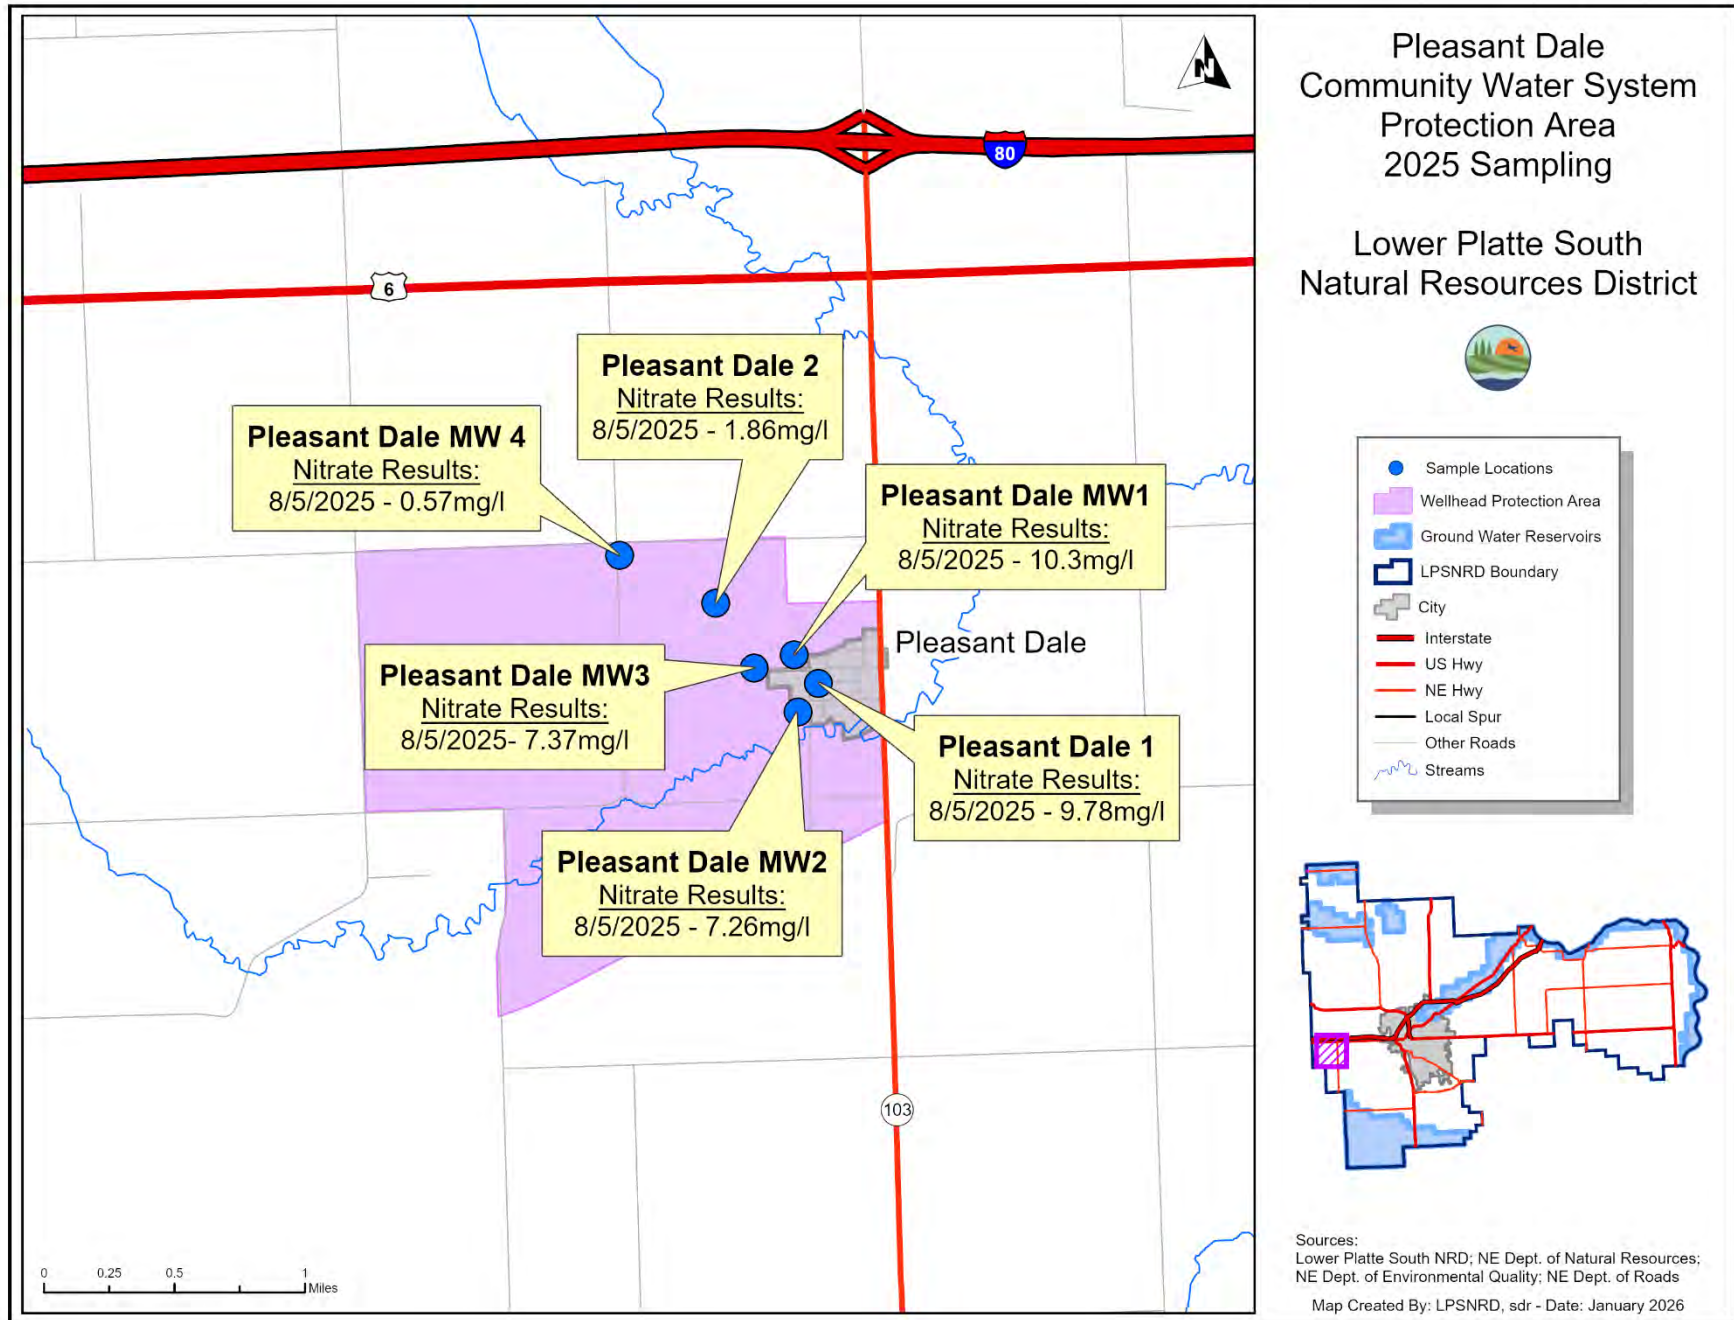 Pleasant Dale
Community Water System
Protection Area
2025 Sampling
Lower Platte South
Natural Resources District
N
80
6
Pleasant Dale 2
Nitrate Results:
8/5/2025 - 1.86mg/l
Pleasant Dale MW 4
Nitrate Results:
8/5/2025 - 0.57mg/l
Pleasant Dale MW1
Nitrate Results:
8/5/2025 - 10.3mg/l
Pleasant Dale
Pleasant Dale MW3
Nitrate Results:
8/5/2025- 7.37mg/l
Pleasant Dale 1
Nitrate Results:
8/5/2025 - 9.78mg/l
Pleasant Dale MW2
Nitrate Results:
8/5/2025 - 7.26mg/l
103
0 0.25 0.5 1
Miles
Sample Locations
Wellhead Protection Area
Ground Water Reservoirs
LPSNRD Boundary
City
Interstate
US Hwy
NE Hwy
Local Spur
Other Roads
Streams
Sources:
Lower Platte South NRD; NE Dept. of Natural Resources;
NE Dept. of Environmental Quality; NE Dept. of Roads
Map Created By: LPSNRD, sdr - Date: January 2026